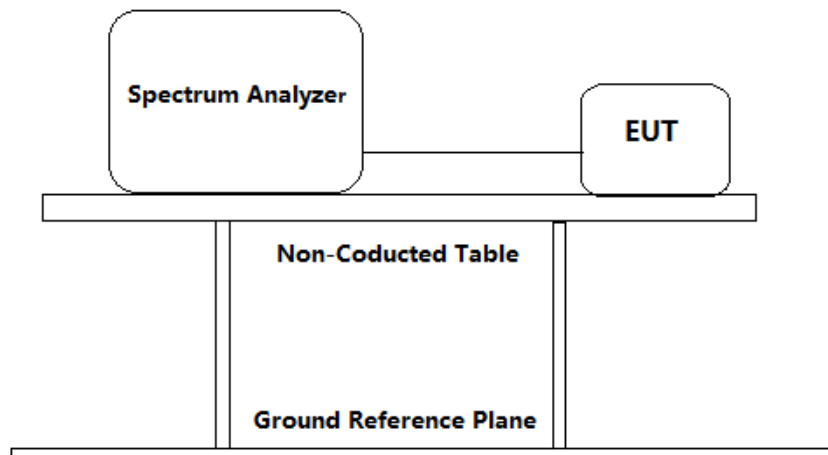 Spectrum Analyzer
EUT
Non-Coducted Table
Ground Reference Plane